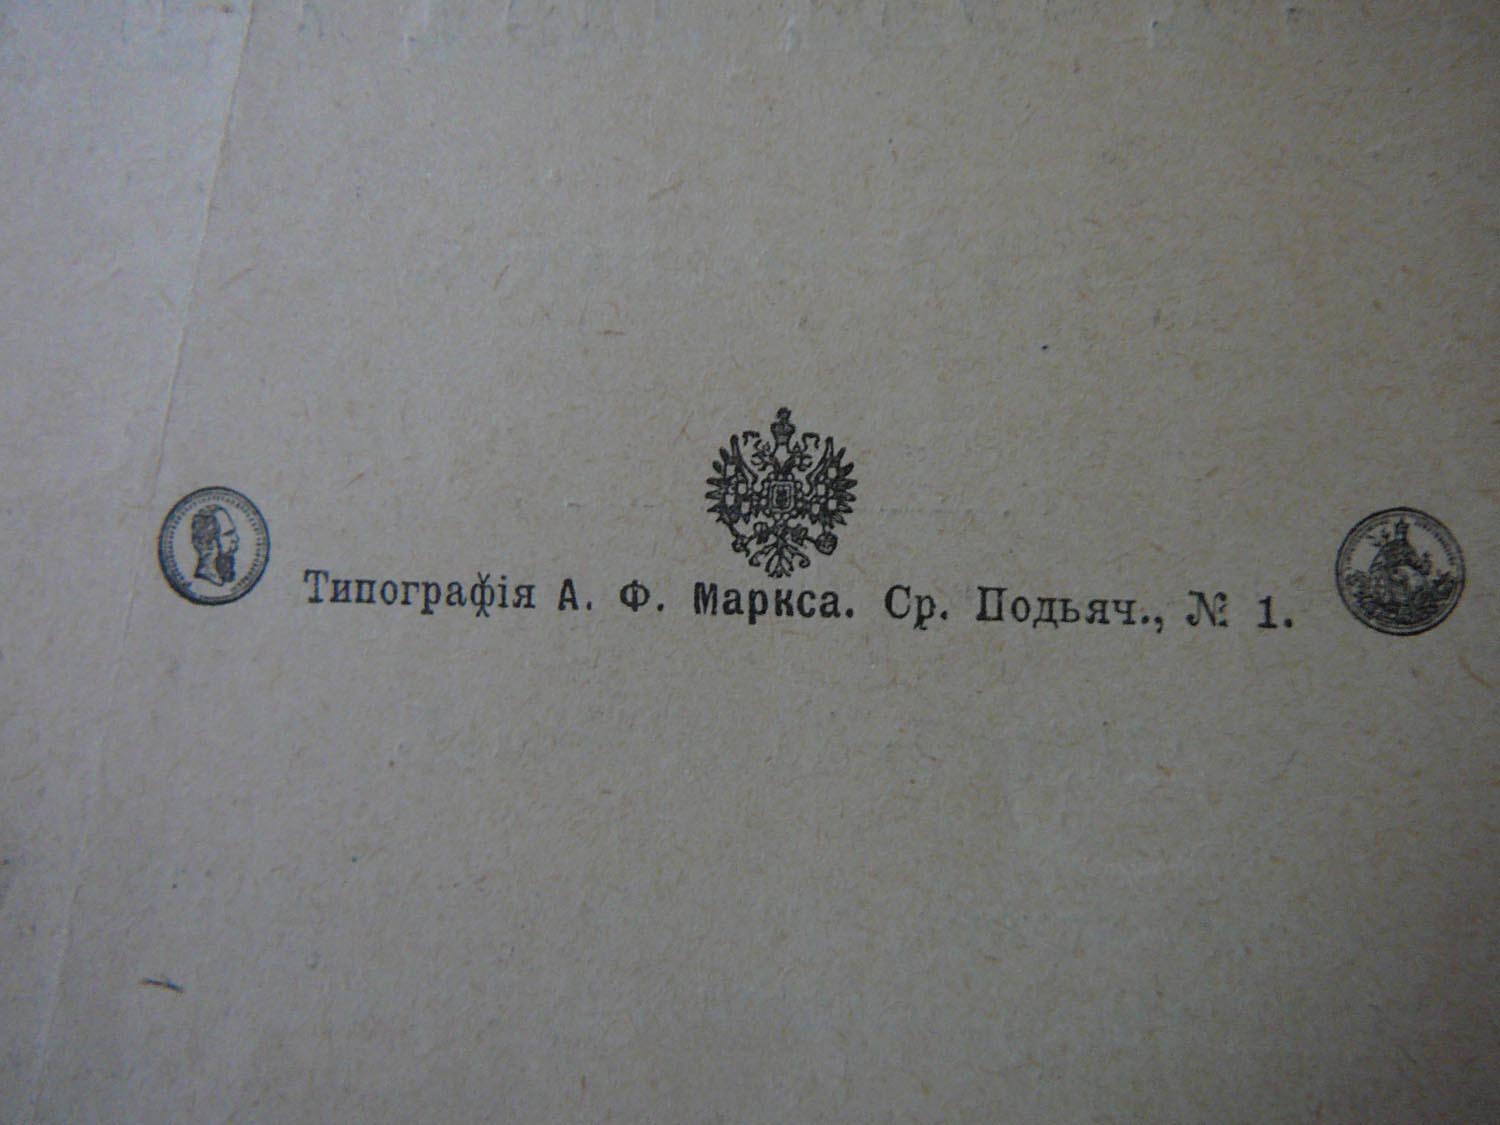 Типографія А. Ф. Маркса. Ср. Подьяч., № 1.